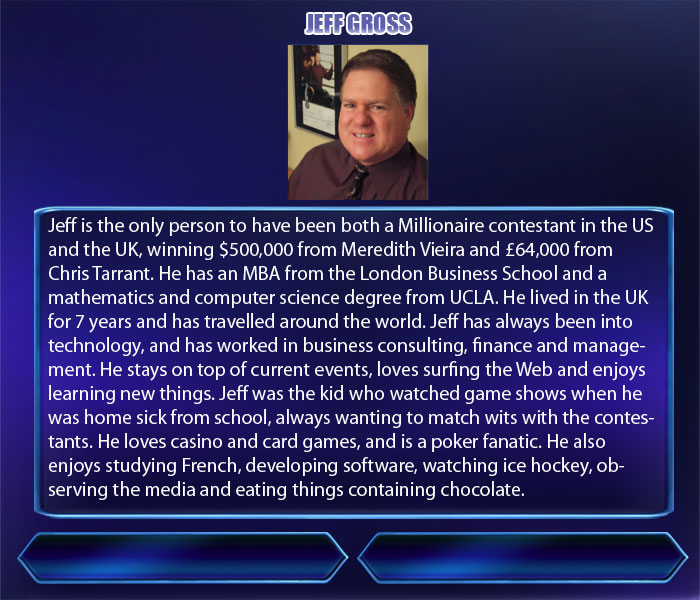 JEFF GROSS
Jeff is the only person to have been both a Millionaire contestant in the US
and the UK, winning $500,000 from Meredith Vieira and £64,000 from
Chris Tarrant. He has an MBA from the London Business School and a
mathematics and computer science degree from UCLA. He lived in the UK
for 7 years and has travelled around the world. Jeff has always been into
technology, and has worked in business consulting, finance and manage-
ment. He stays on top of current events, loves surfing the Web and enjoys
learning new things. Jeff was the kid who watched game shows when he
was home sick from school, always wanting to match wits with the contes-
tants. He loves casino and card games, and is a poker fanatic. He also
enjoys studying French, developing software, watching ice hockey, ob-
serving the media and eating things containing chocolate.